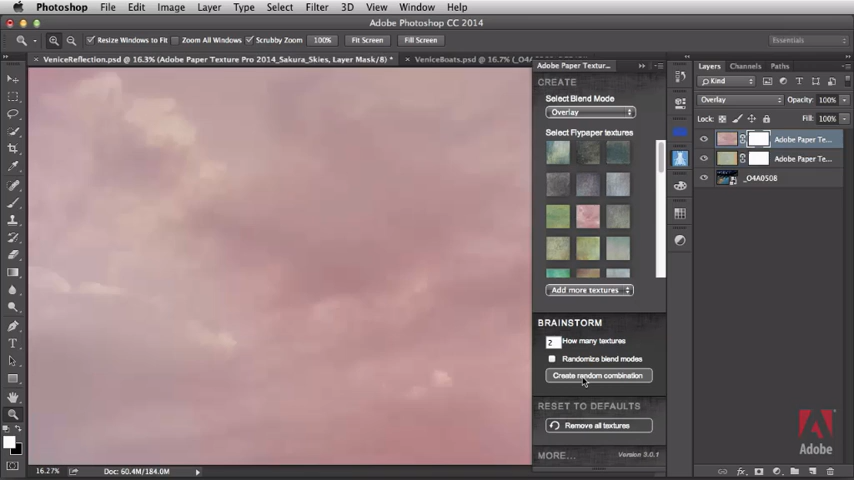 Photoshop File Edit Image Layer Type Select Filter 3D View Window Help
Adobe Photoshop CC 2014
Resize Windows to Fit Zoom All Windows Scrubby Zoom 100% Fit Screen Fill Screen Essentials
VeniceReflection.psd @ 16.3% (Adobe Paper Texture Pro 2014_Sakura_Skies, Layer Mask/8) *
VeniceBoats.psd @ 16.7% (_O4A0
Adobe Paper Textur...
CREATE
Select Blend Mode
Overlay
Select Flypaper textures
Add more textures
BRAINSTORM
2 How many textures
Randomize blend modes
Create random combination
RESET TO DEFAULTS
Remove all textures
MORE... Version 3.0.1
Layers Channels Paths
Kind
Overlay Opacity: 100%
Lock: Fill: 100%
Adobe Paper Te...
Adobe Paper Te...
_O4A0508
Adobe
16.27% Doc: 60.4M/184.0M
fx